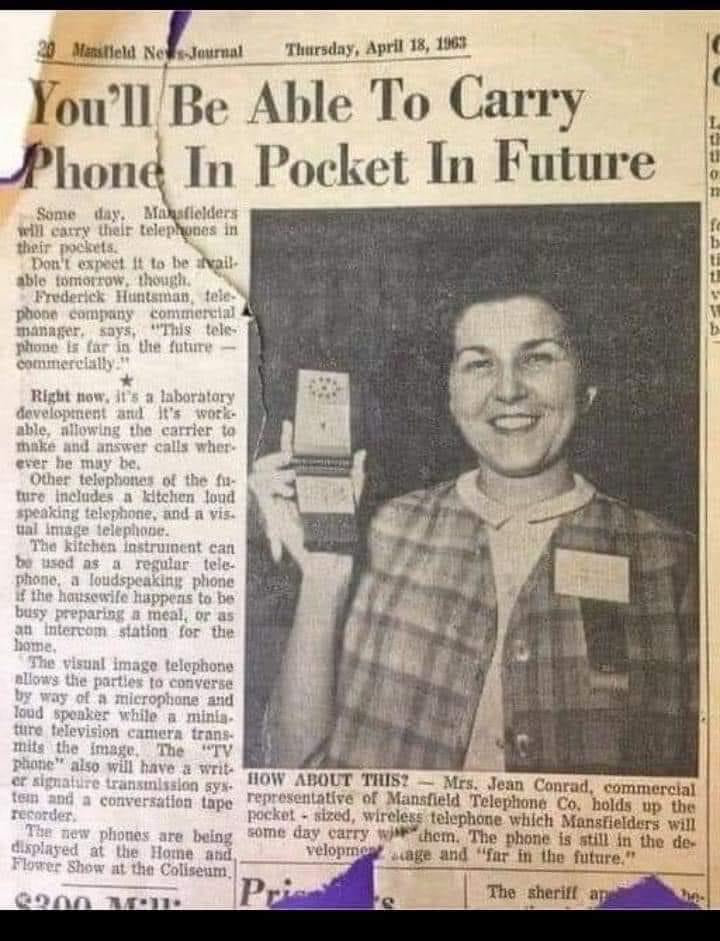 20 Mansfield News-Journal Thursday, April 18, 1963
You'll Be Able To Carry
Phone In Pocket In Future
Some day, Mansfielders
will carry their telephones in
their pockets.
Don't expect it to be avail-
able tomorrow, though.
Frederick Huntsman, tele-
phone company commercial
manager, says, "This tele-
phone is far in the future —
commercially."
Right now, it's a laboratory
development and it's work-
able, allowing the carrier to
make and answer calls wher-
ever he may be.
Other telephones of the fu-
ture includes a kitchen loud
speaking telephone, and a vis-
ual image telephone.
The kitchen instrument can
be used as a regular tele-
phone, a loudspeaking phone
if the housewife happens to be
busy preparing a meal, or as
an intercom station for the
home.
The visual image telephone
allows the parties to converse
by way of a microphone and
loud speaker while a minia-
ture television camera trans-
mits the image. The "TV
phone" also will have a writ-
er signature transmission sys-
tem and a conversation tape
recorder.
The new phones are being
displayed at the Home and
Flower Show at the Coliseum.
HOW ABOUT THIS? — Mrs. Jean Conrad, commercial
representative of Mansfield Telephone Co. holds up the
pocket - sized, wireless telephone which Mansfielders will
some day carry with them. The phone is still in the de-
velopment stage and "far in the future."
$200
The sheriff